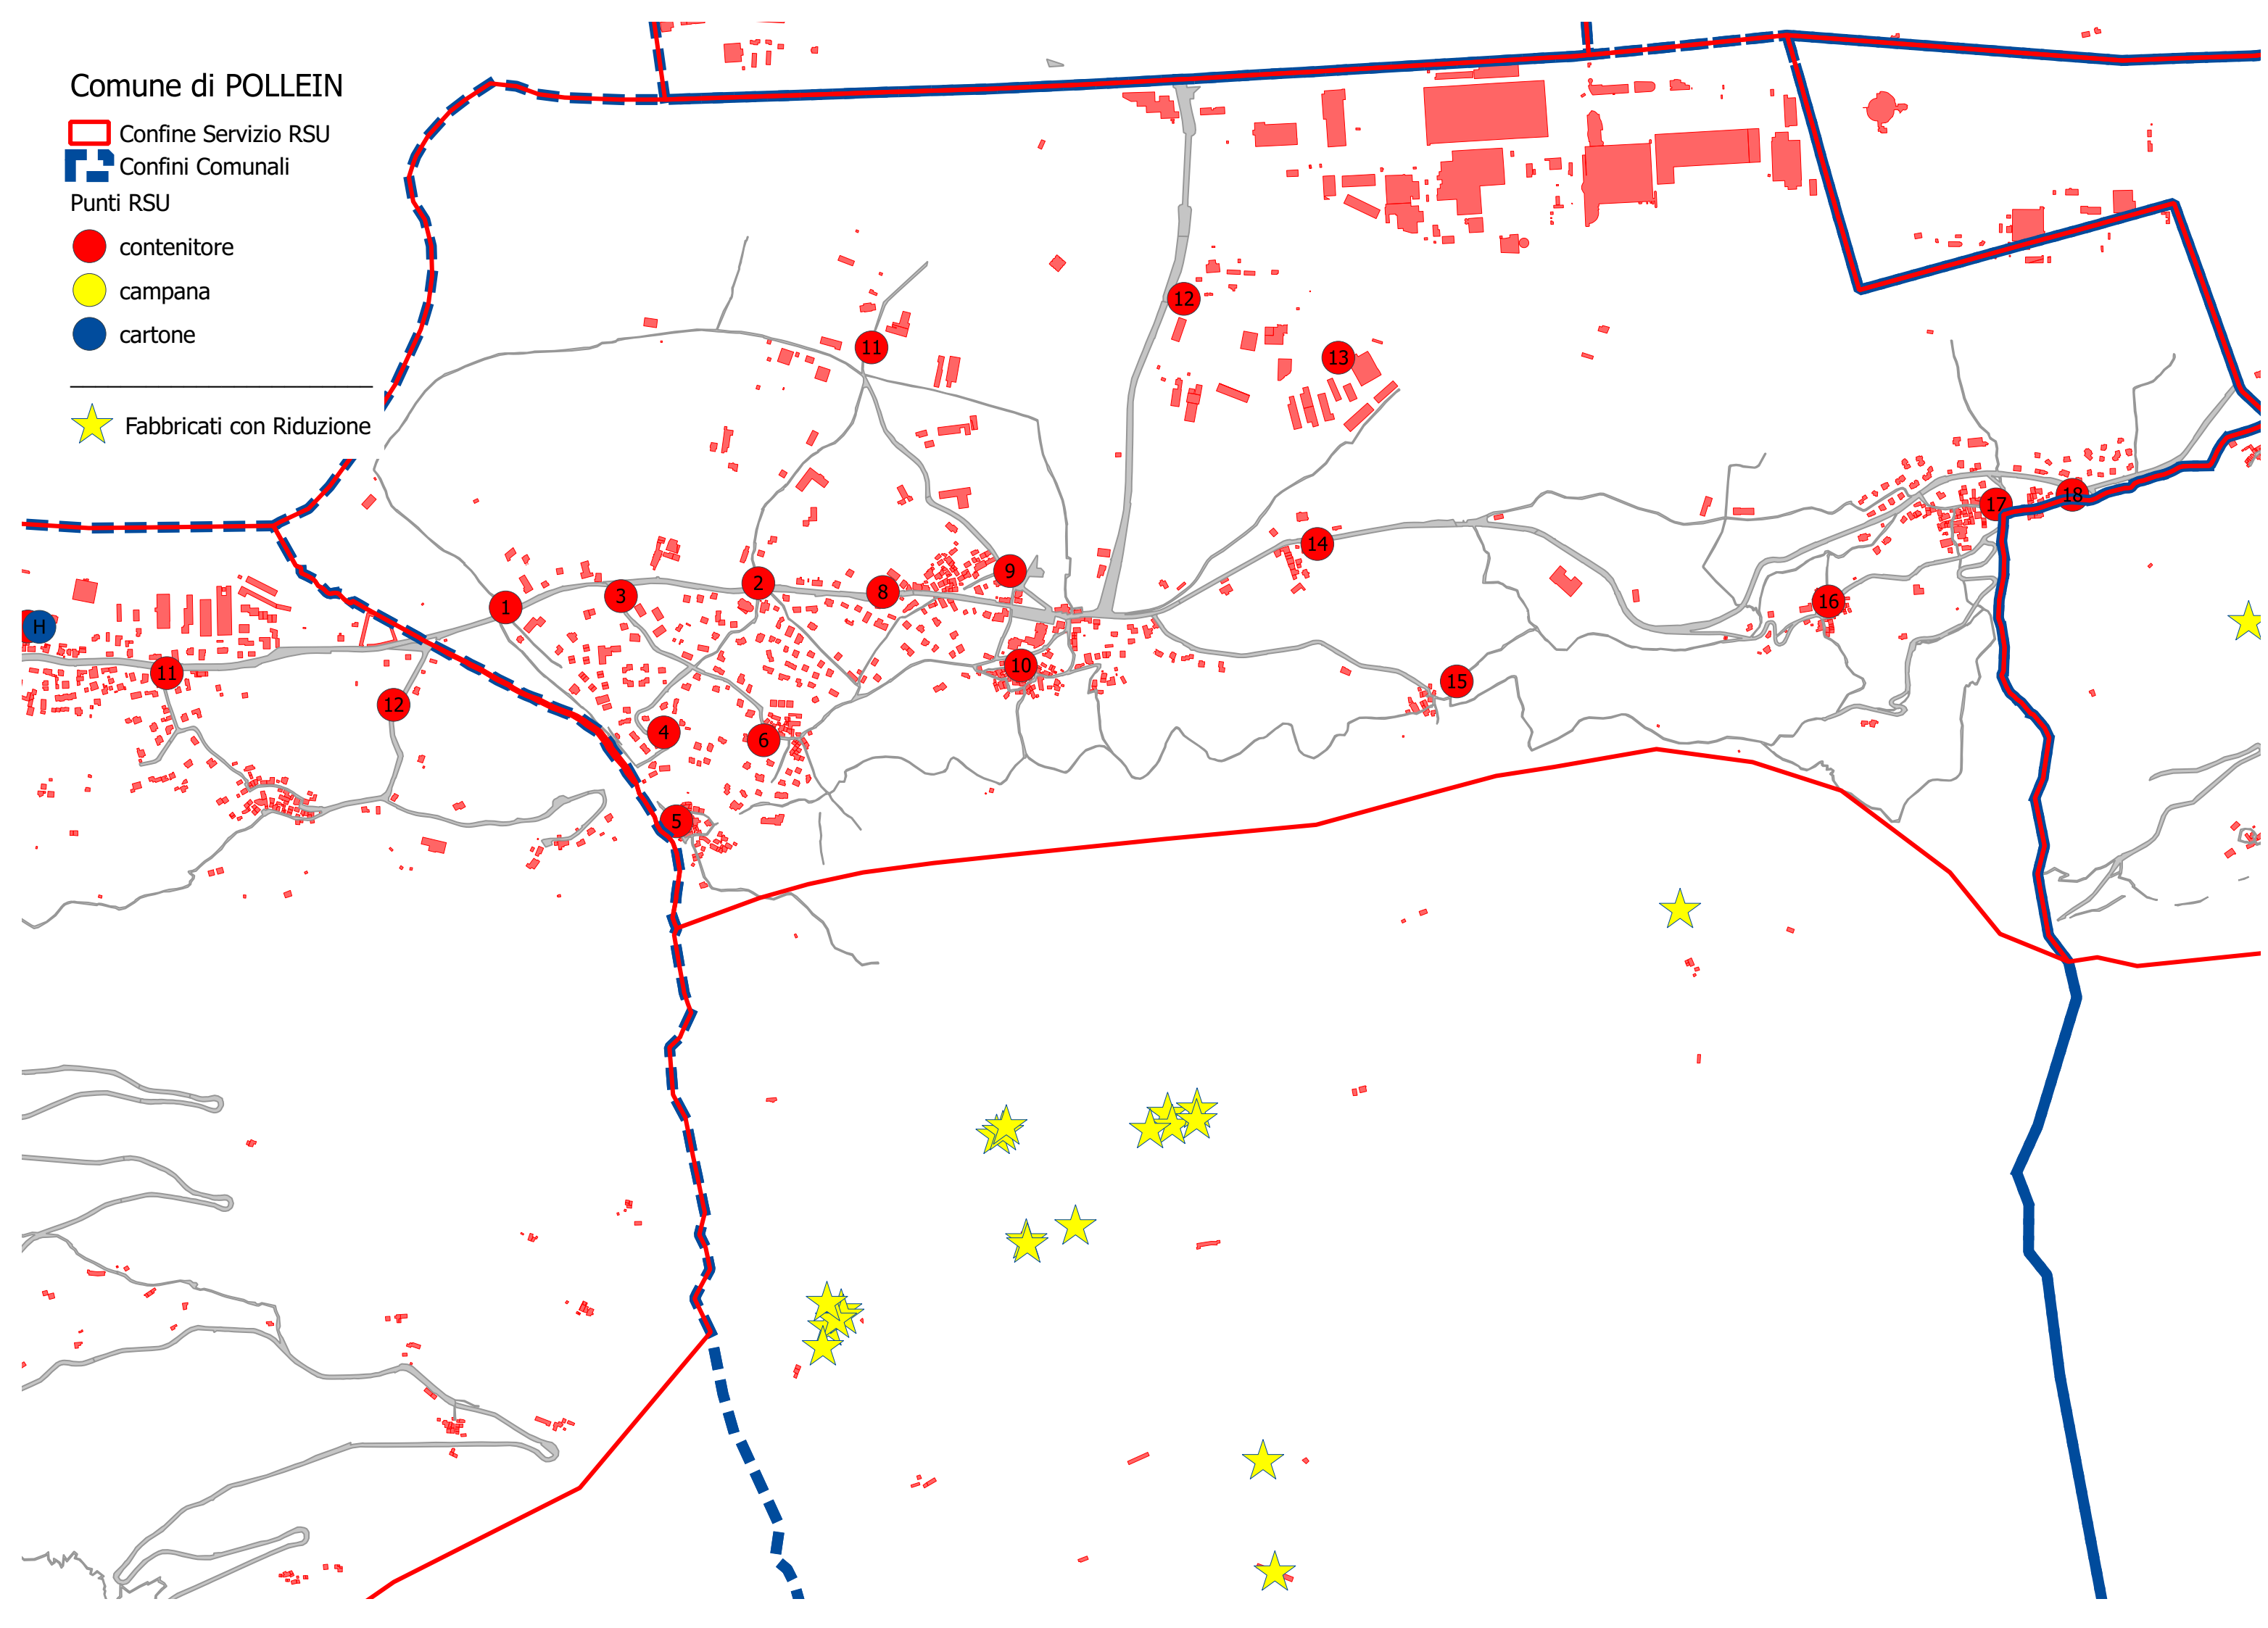 Comune di POLLEIN
Confine Servizio RSU
Confini Comunali
Punti RSU
contenitore
campana
cartone
Fabbricati con Riduzione
12
11
13
18
17
14
9
2
8
3
16
1
H
10
11
15
12
4
6
5